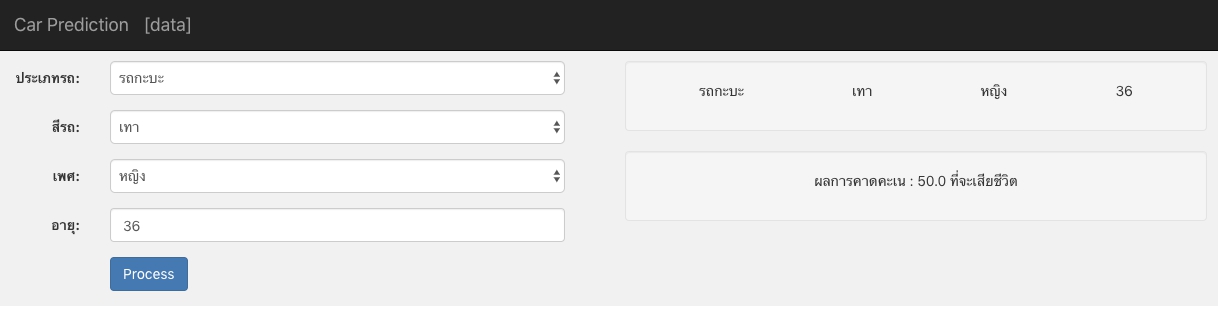 Car Prediction [data]
ประเภทรถ: รถกะบะ
สีรถ: เทา
เพศ: หญิง
อายุ: 36
Process
รถกะบะ เทา หญิง 36
ผลการคาดคะเน : 50.0 ที่จะเสียชีวิต